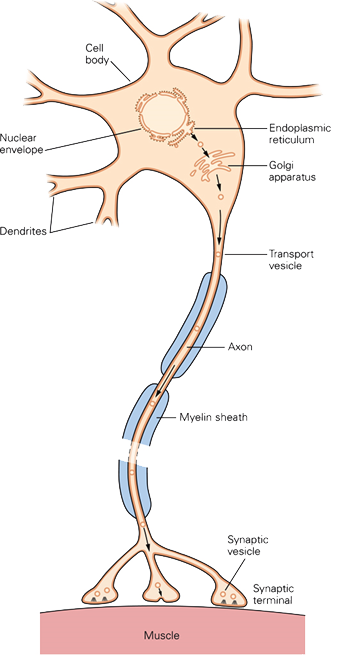 Cell
body
Nuclear
envelope
Endoplasmic
reticulum
Golgi
apparatus
Dendrites
Transport
vesicle
Axon
Myelin sheath
Synaptic
vesicle
Synaptic
terminal
Muscle